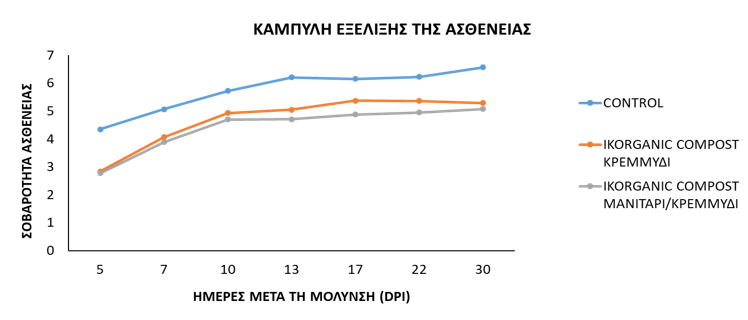 ΚΑΜΠΥΛΗ ΕΞΕΛΙΞΗΣ ΤΗΣ ΑΣΘΕΝΕΙΑΣ
ΣΟΒΑΡΟΤΗΤΑ ΑΣΘΕΝΕΙΑΣ
7
6
5
4
3
2
1
0
5 7 10 13 17 22 30
ΗΜΕΡΕΣ ΜΕΤΑ ΤΗ ΜΟΛΥΝΣΗ (DPI)
CONTROL
IKORGANIC COMPOST
ΚΡΕΜΜΥΔΙ
IKORGANIC COMPOST
ΜΑΝΙΤΑΡΙ/ΚΡΕΜΜΥΔΙ